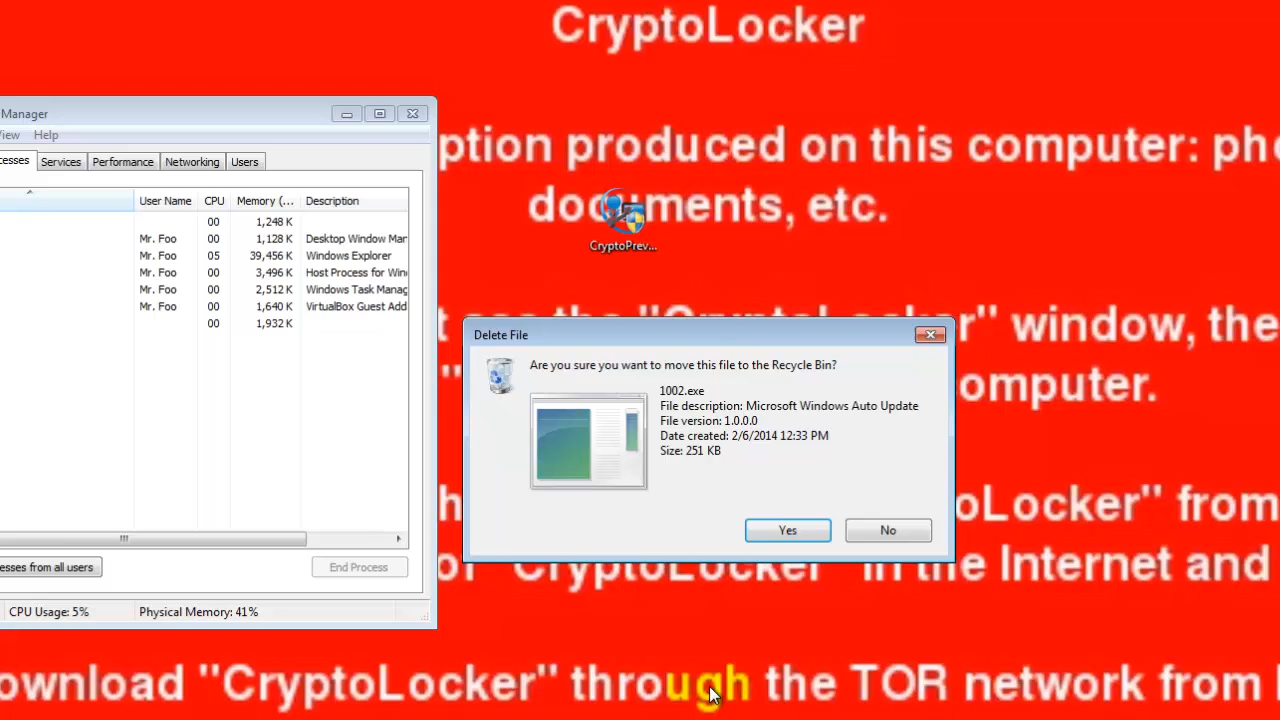 CryptoLocker
ption produced on this computer: pho
documents, etc.
CryptoPrev...
Manager
View Help
cesses Services Performance Networking Users
User Name CPU Memory (... Description
00 1,248 K
Mr. Foo 00 1,128 K Desktop Window Man
Mr. Foo 05 39,456 K Windows Explorer
Mr. Foo 00 3,496 K Host Process for Wind
Mr. Foo 00 2,512 K Windows Task Manag
Mr. Foo 00 1,640 K VirtualBox Guest Add
00 1,932 K
esses from all users End Process
CPU Usage: 5% Physical Memory: 41%
" window, the
omputer.
Delete File
Are you sure you want to move this file to the Recycle Bin?
1002.exe
File description: Microsoft Windows Auto Update
File version: 1.0.0.0
Date created: 2/6/2014 12:33 PM
Size: 251 KB
Yes No
oLocker" from
of "CryptoLocker" in the Internet and
ownload "CryptoLocker" through the TOR network from